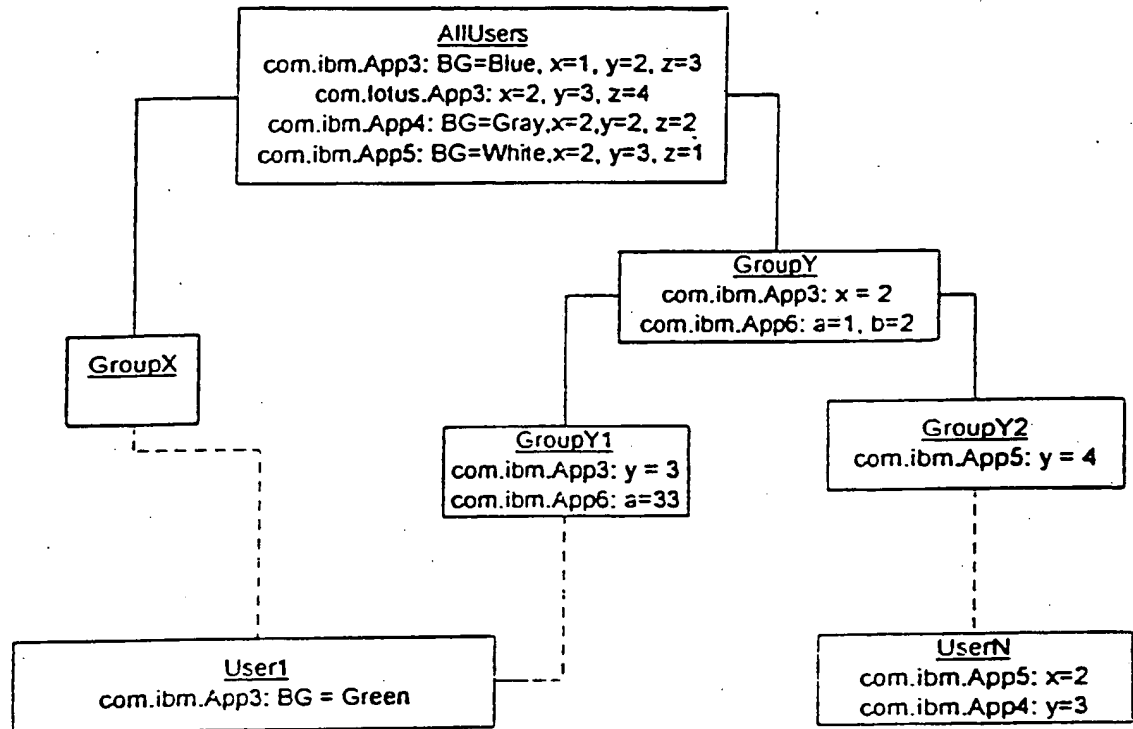 AllUsers
com.ibm.App3: BG=Blue, x=1, y=2, z=3
com.lotus.App3: x=2, y=3, z=4
com.ibm.App4: BG=Gray,x=2,y=2, z=2
com.ibm.App5: BG=White,x=2, y=3, z=1
GroupY
com.ibm.App3: x = 2
com.ibm.App6: a=1, b=2
GroupX
GroupY1
com.ibm.App3: y = 3
com.ibm.App6: a=33
GroupY2
com.ibm.App5: y = 4
User1
com.ibm.App3: BG = Green
UserN
com.ibm.App5: x=2
com.ibm.App4: y=3